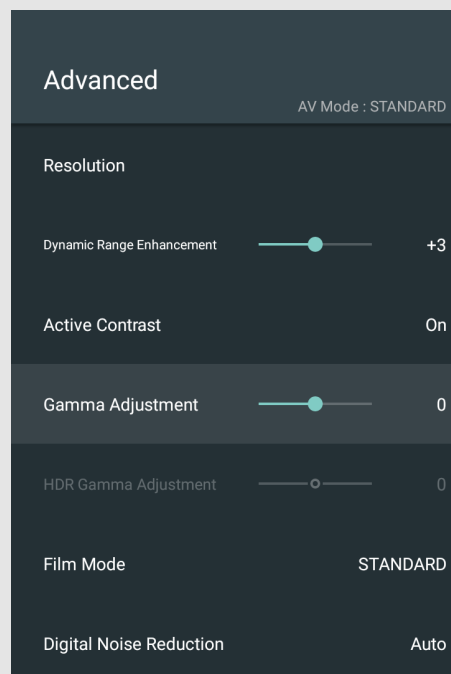 Advanced
AV Mode : STANDARD
Resolution
Dynamic Range Enhancement +3
Active Contrast On
Gamma Adjustment 0
HDR Gamma Adjustment 0
Film Mode STANDARD
Digital Noise Reduction Auto